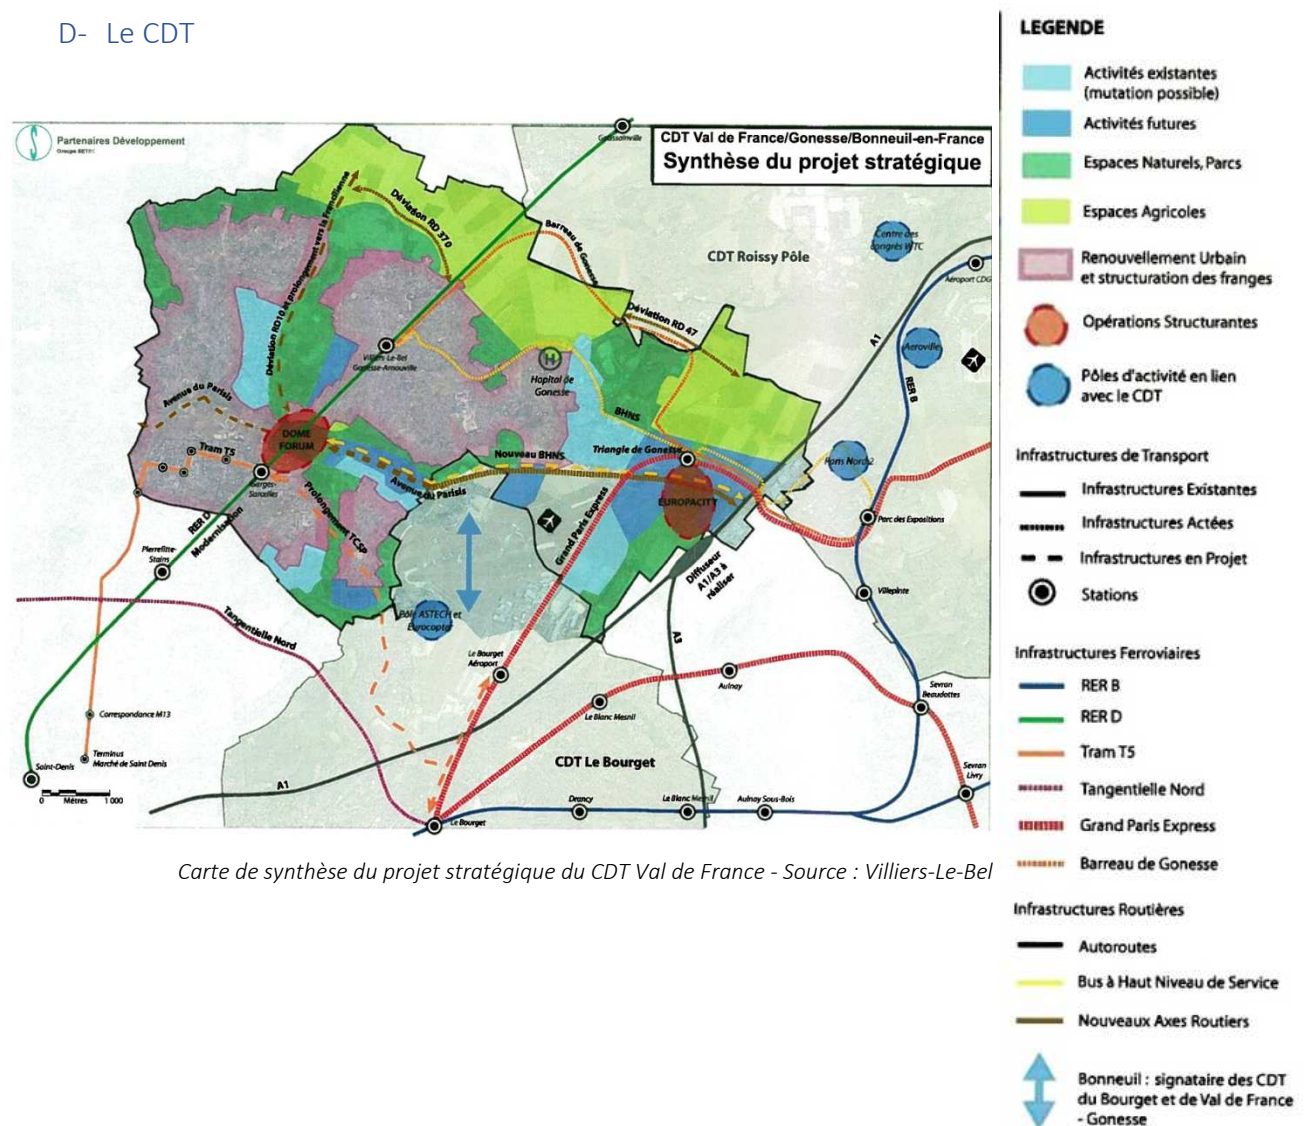 D- Le CDT
Partenaires Développement
CDT Val de France/Gonesse/Bonneuil-en-France
Synthèse du projet stratégique
Goussainville
CDT Roissy Pôle
Centre des
congrès WTC
Aéroport CDG
Aeroville
A1
RER B
Déviation RD 370
Barreau de
Gonesse
Déviation RD10 et prolongement vers la Francilienne
Déviation RD 47
Villiers-Le-Bel
Gonesse-Arnouville
Hopital de
Gonesse
Avenue du Parisis
BHNS
DOME
FORUM
Tram T5
Nouveau BHNS
Triangle de Gonesse
Paris Nord 2
Garges-
Sarcelles
Avenue du Parisis
EUROPACITY
Parc des Expositions
RER D
Modernisation
Prolongement TCSP
Grand Paris Express
Pierrefitte-
Stains
Diffuseur
A1/A3 à
réaliser
Villepinte
Pôle ASTECH et
Eurocopter
Tangentielle Nord
A3
Le Bourget
Aéroport
Aulnay
Sevran
Beaudottes
Le Blanc Mesnil
Correspondance M13
Terminus
Marché de Saint Denis
Saint-Denis
CDT Le Bourget
Sevran
Livry
0 Mètres 1 000
A1
Drancy
Le Blanc Mesnil
Aulnay Sous-Bois
Le Bourget
Carte de synthèse du projet stratégique du CDT Val de France - Source : Villiers-Le-Bel
LEGENDE
Activités existantes
(mutation possible)
Activités futurs
Espaces Naturels, Parcs
Espaces Agricoles
Renouvellement Urbain
et structuration des franges
Opérations Structurantes
Pôles d'activité en lien
avec le CDT
Infrastructures de Transport
Infrastructures Existantes
Infrastructures Actées
Infrastructures en Projet
Stations
Infrastructures Ferroviaires
RER B
RER D
Tram T5
Tangentielle Nord
Grand Paris Express
Barreau de Gonesse
Infrastructures Routières
Autoroutes
Bus à Haut Niveau de Service
Nouveaux Axes Routiers
Bonneuil : signataire des CDT
du Bourget et de Val de France
- Gonesse